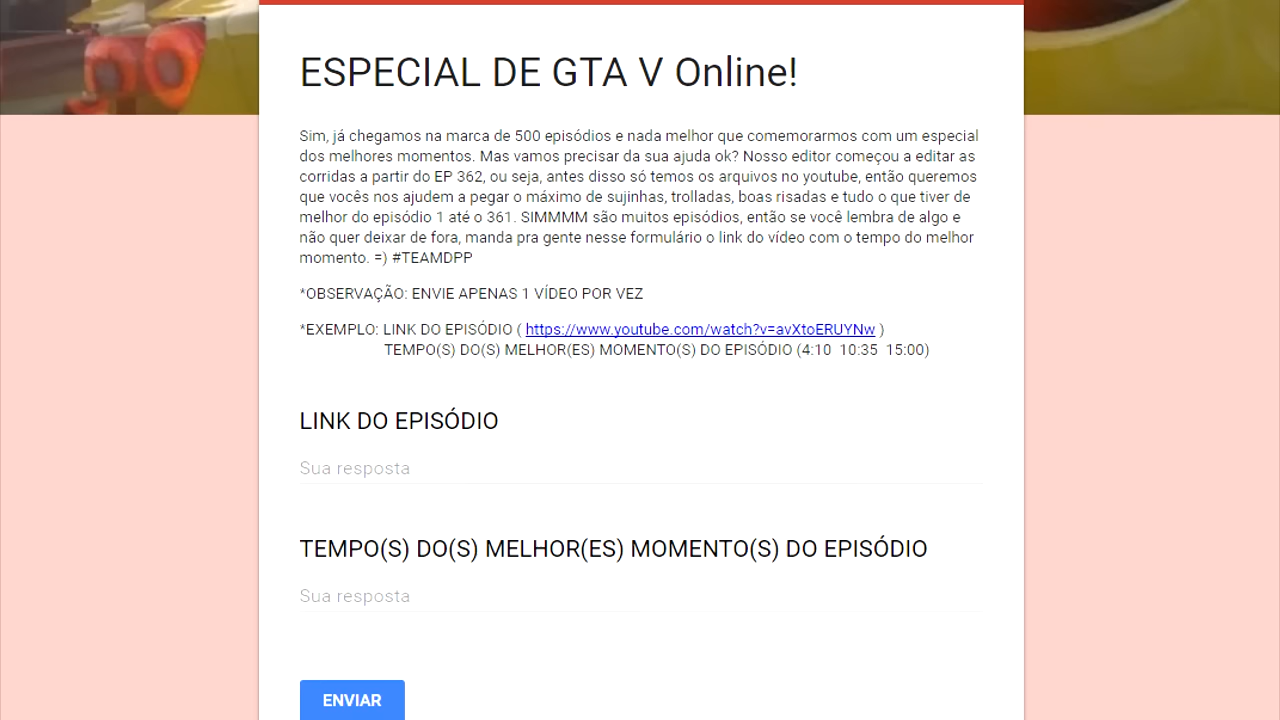 ESPECIAL DE GTA V Online!
Sim, já chegamos na marca de 500 episódios e nada melhor que comemorarmos com um especial
dos melhores momentos. Mas vamos precisar da sua ajuda ok? Nosso editor começou a editar as
corridas a partir do EP 362, ou seja, antes disso só temos os arquivos no youtube, então queremos
que vocês nos ajudem a pegar o máximo de sujinhas, trolladas, boas risadas e tudo o que tiver de
melhor do episódio 1 até o 361. SIMMMM são muitos episódios, então se você lembra de algo e
não quer deixar de fora, manda pra gente nesse formulário o link do vídeo com o tempo do melhor
momento. =) #TEAMDPP
*OBSERVAÇÃO: ENVIE APENAS 1 VÍDEO POR VEZ
*EXEMPLO: LINK DO EPISÓDIO ( https://www.youtube.com/watch?v=avXtoERUYNw )
TEMPO(S) DO(S) MELHOR(ES) MOMENTO(S) DO EPISÓDIO (4:10 10:35 15:00)
LINK DO EPISÓDIO
Sua resposta
TEMPO(S) DO(S) MELHOR(ES) MOMENTO(S) DO EPISÓDIO
Sua resposta
ENVIAR